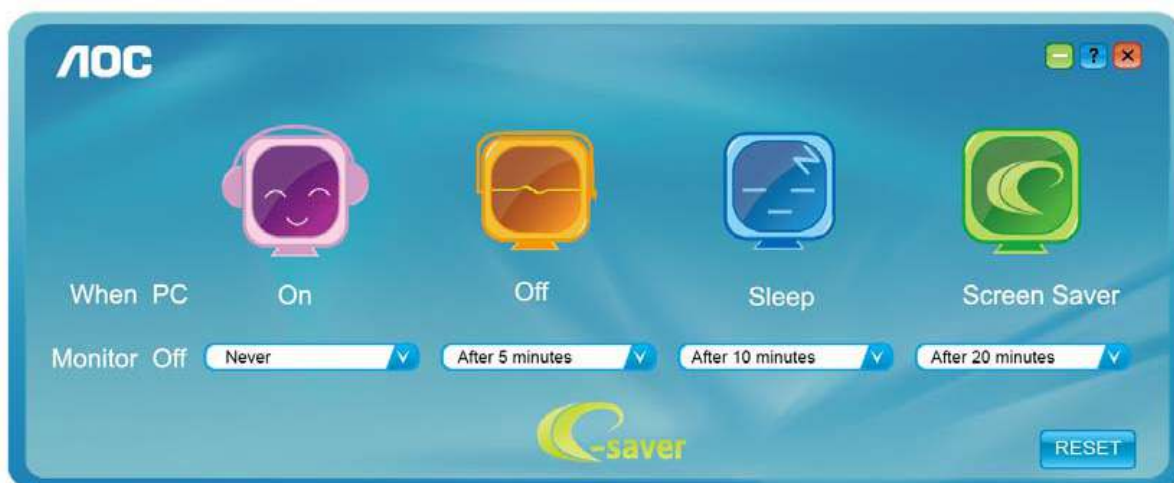 AOC
?
When PC On Off Sleep Screen Saver
Monitor Off Never After 5 minutes After 10 minutes After 20 minutes
e-saver
RESET